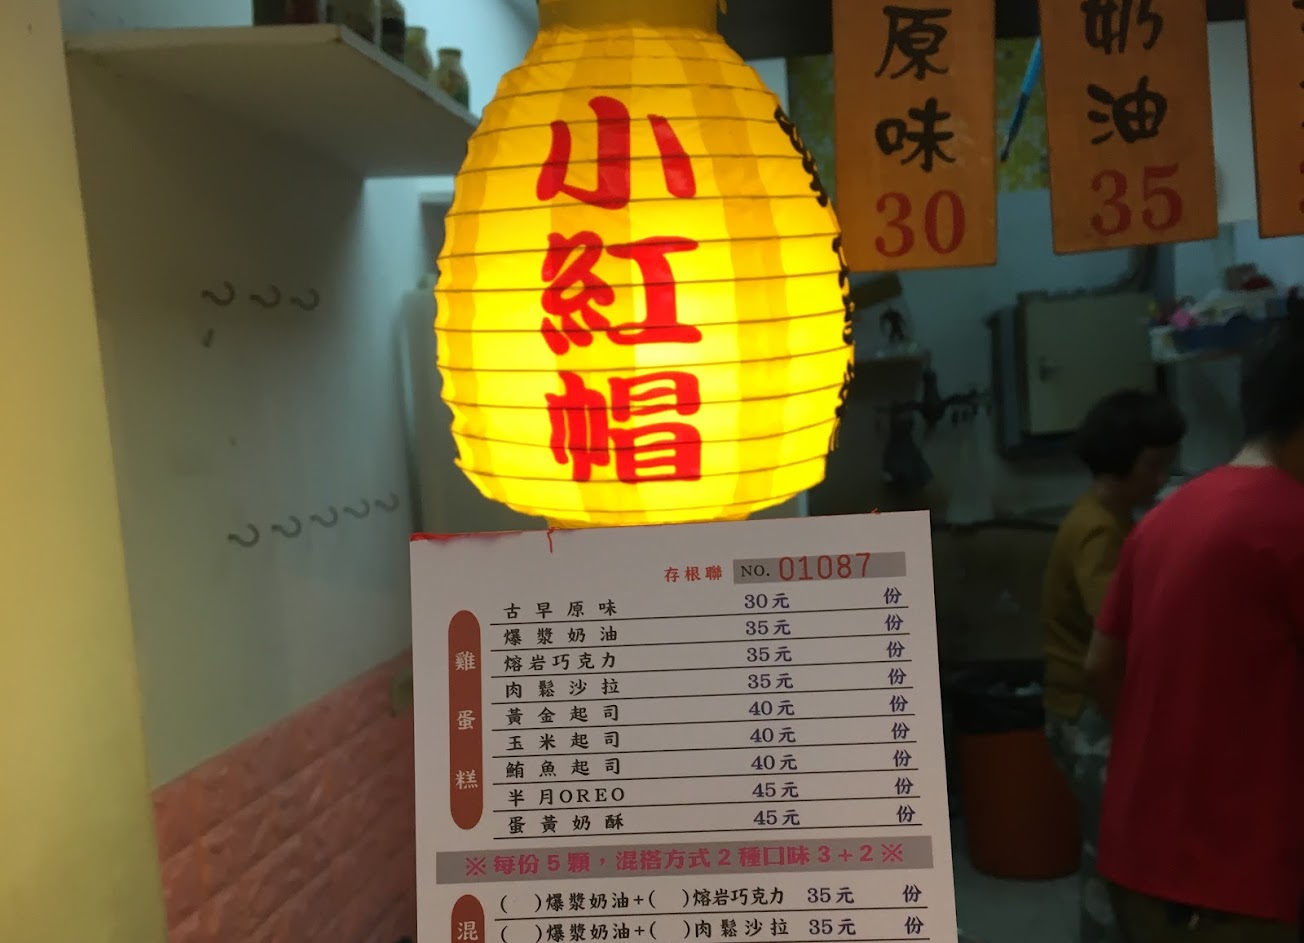 小紅帽
原味
30
奶油
35
存根聯 NO. 01087
雞蛋糕
古早原味 30元 份
爆漿奶油 35元 份
熔岩巧克力 35元 份
肉鬆沙拉 35元 份
黃金起司 40元 份
玉米起司 40元 份
鮪魚起司 40元 份
半月OREO 45元 份
蛋黃奶酥 45元 份
※每份5顆，混搭方式2種口味3+2※
混
( )爆漿奶油+( )熔岩巧克力 35元 份
( )爆漿奶油+( )肉鬆沙拉 35元 份